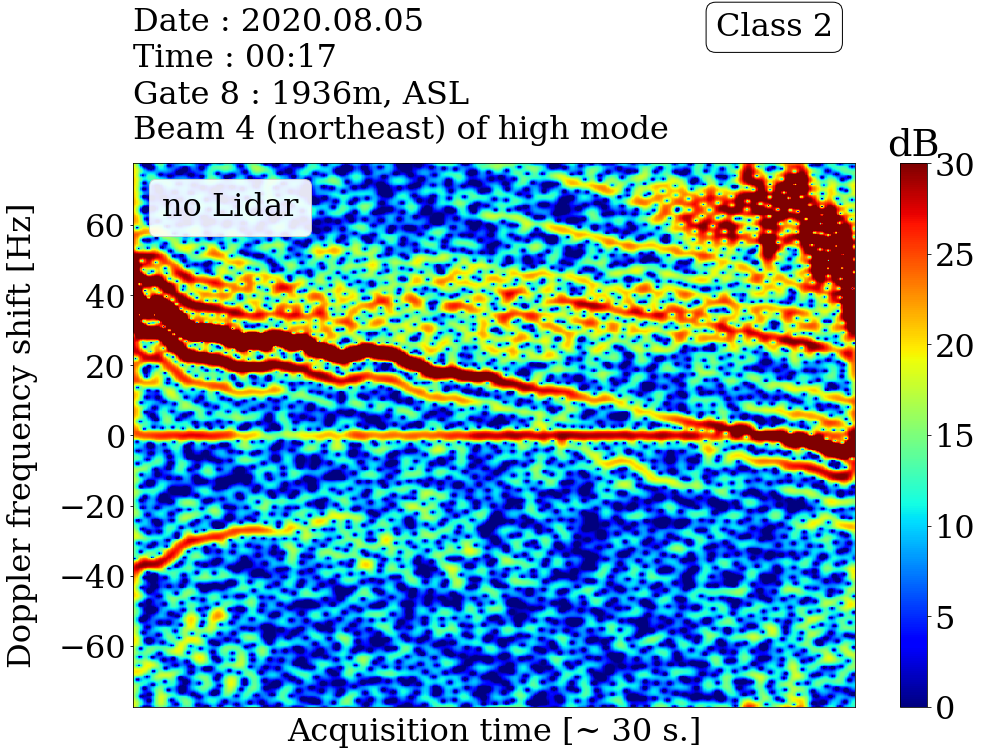 Date : 2020.08.05
Time : 00:17
Gate 8 : 1936m, ASL
Beam 4 (northeast) of high mode
Class 2
dB
no Lidar
Doppler frequency shift [Hz]
60
40
20
0
−20
−40
−60
Acquisition time [~ 30 s.]
30
25
20
15
10
5
0